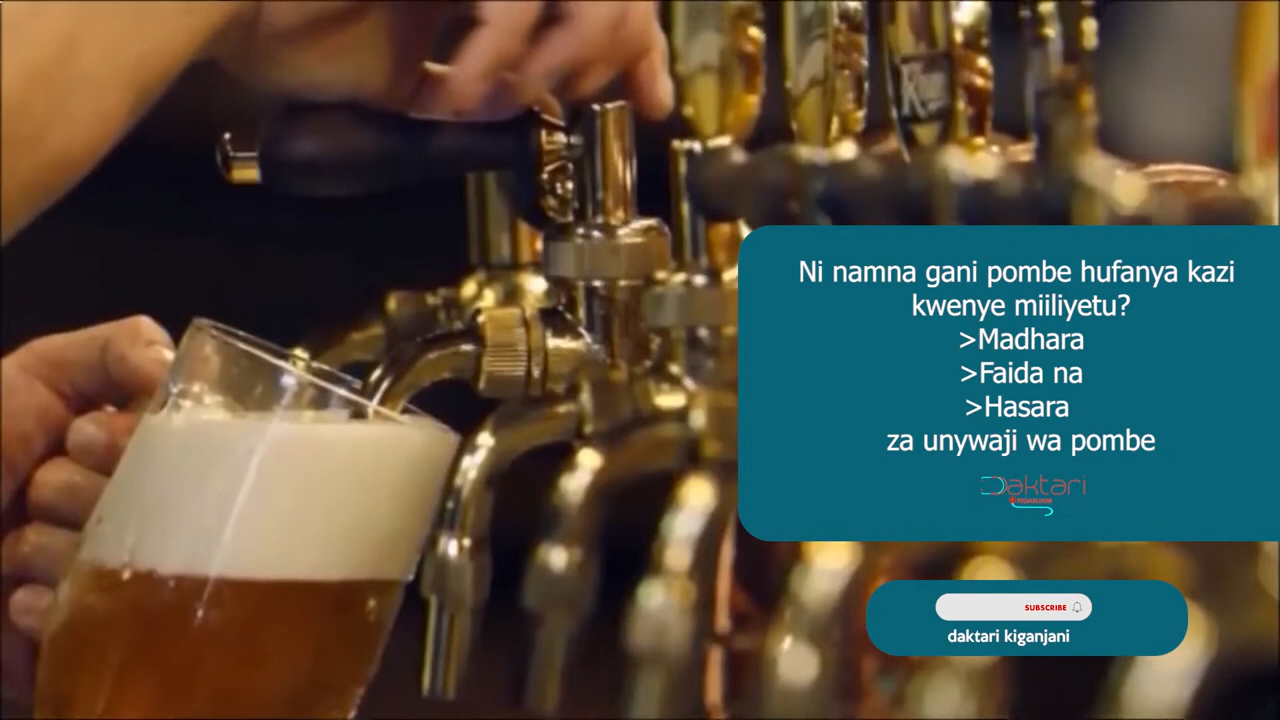 Ni namna gani pombe hufanya kazi
kwenye miiliyetu?
>Madhara
>Faida na
>Hasara
za unywaji wa pombe
Daktari
KIGANJANI
SUBSCRIBE
daktari kiganjani